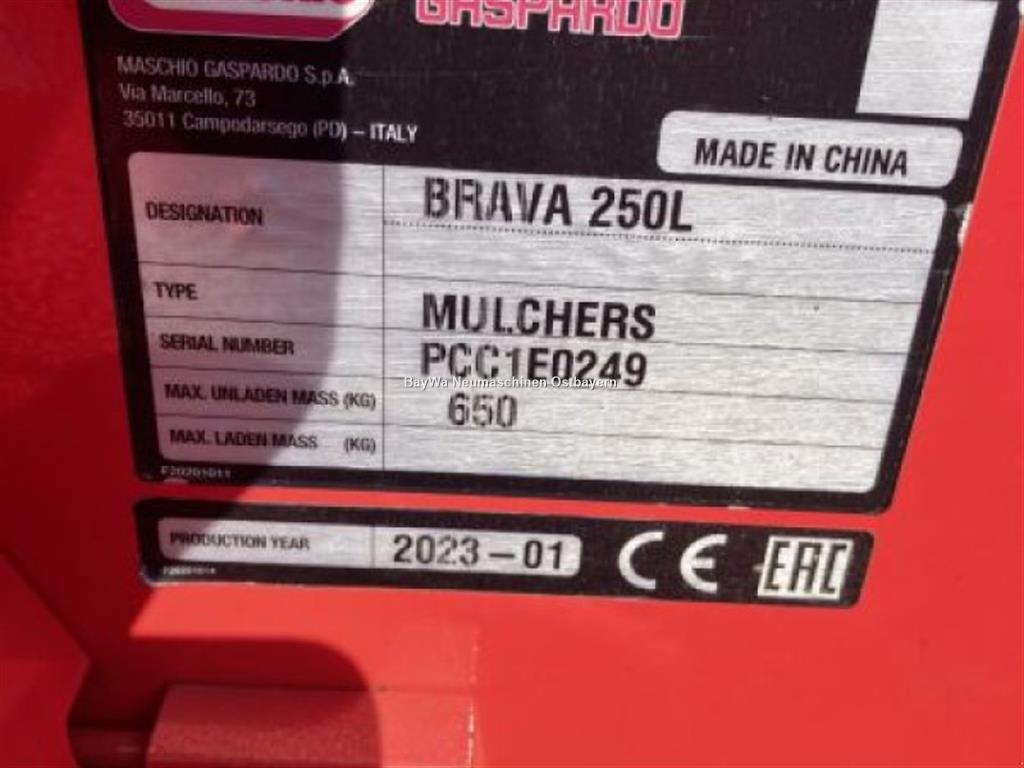 GASPARDO
MASCHIO GASPARDO S.p.A.
Via Marcello, 73
35011 Campodarsego (PD) – ITALY
MADE IN CHINA
DESIGNATION BRAVA 250L
TYPE MULCHERS
SERIAL NUMBER PCC1E0249
BayWa Neumaschinen Ostbayern
MAX. UNLADEN MASS (KG) 650
MAX. LADEN MASS (KG)
F20201011
PRODUCTION YEAR 2023-01
CE EAC